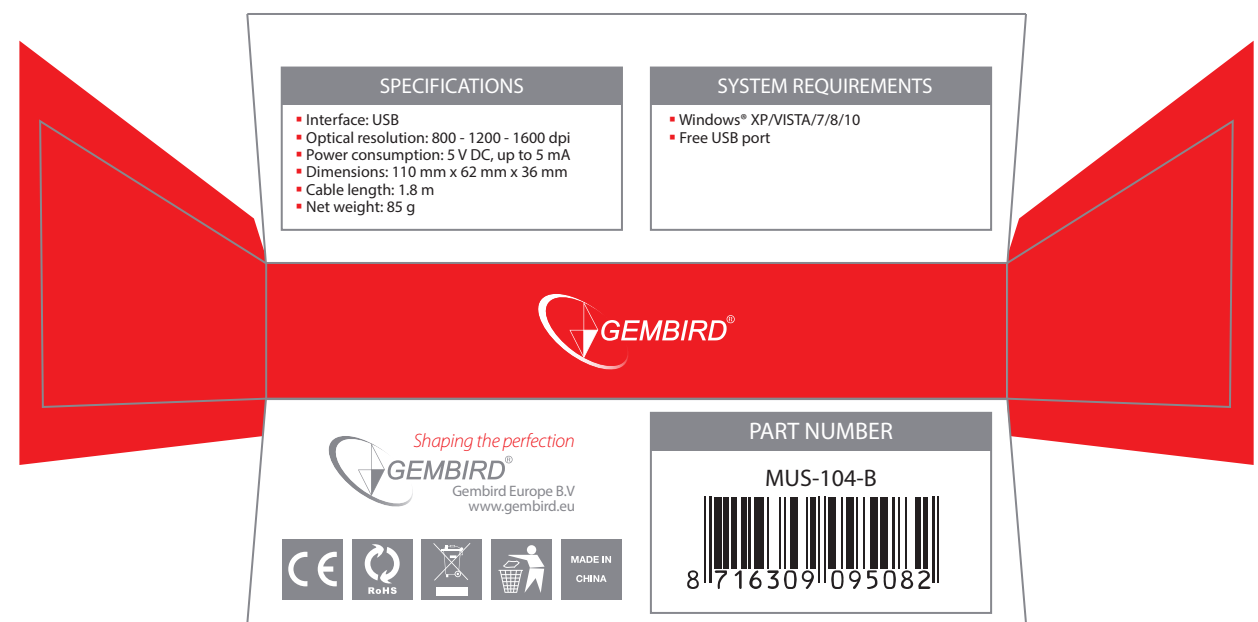 SPECIFICATIONS
▪ Interface: USB
▪ Optical resolution: 800 - 1200 - 1600 dpi
▪ Power consumption: 5 V DC, up to 5 mA
▪ Dimensions: 110 mm x 62 mm x 36 mm
▪ Cable length: 1.8 m
▪ Net weight: 85 g
SYSTEM REQUIREMENTS
▪ Windows® XP/VISTA/7/8/10
▪ Free USB port
GEMBIRD®
Shaping the perfection
GEMBIRD®
Gembird Europe B.V
www.gembird.eu
CE
RoHS
MADE IN
CHINA
PART NUMBER
MUS-104-B
8 716309 095082